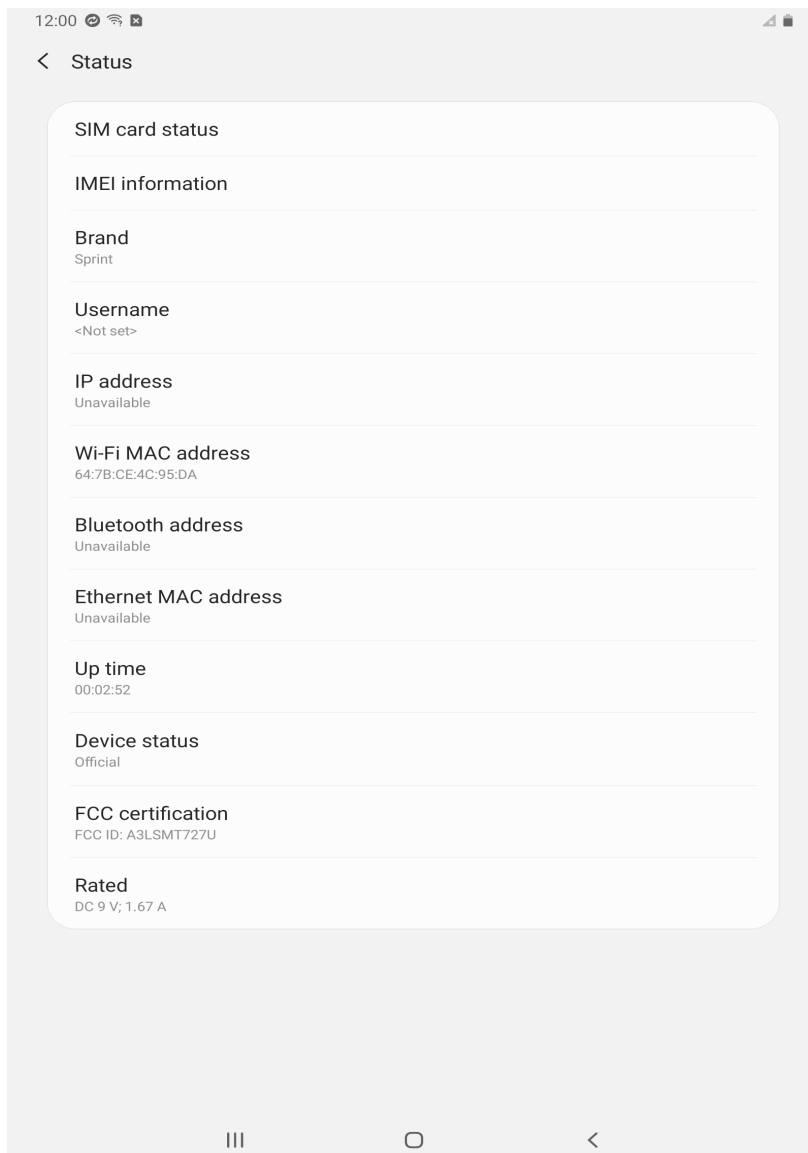 12:00
Status
SIM card status
IMEI information
Brand
Sprint
Username
<Not set>
IP address
Unavailable
Wi-Fi MAC address
64:7B:CE:4C:95:DA
Bluetooth address
Unavailable
Ethernet MAC address
Unavailable
Up time
00:02:52
Device status
Official
FCC certification
FCC ID: A3LSMT727U
Rated
DC 9 V; 1.67 A